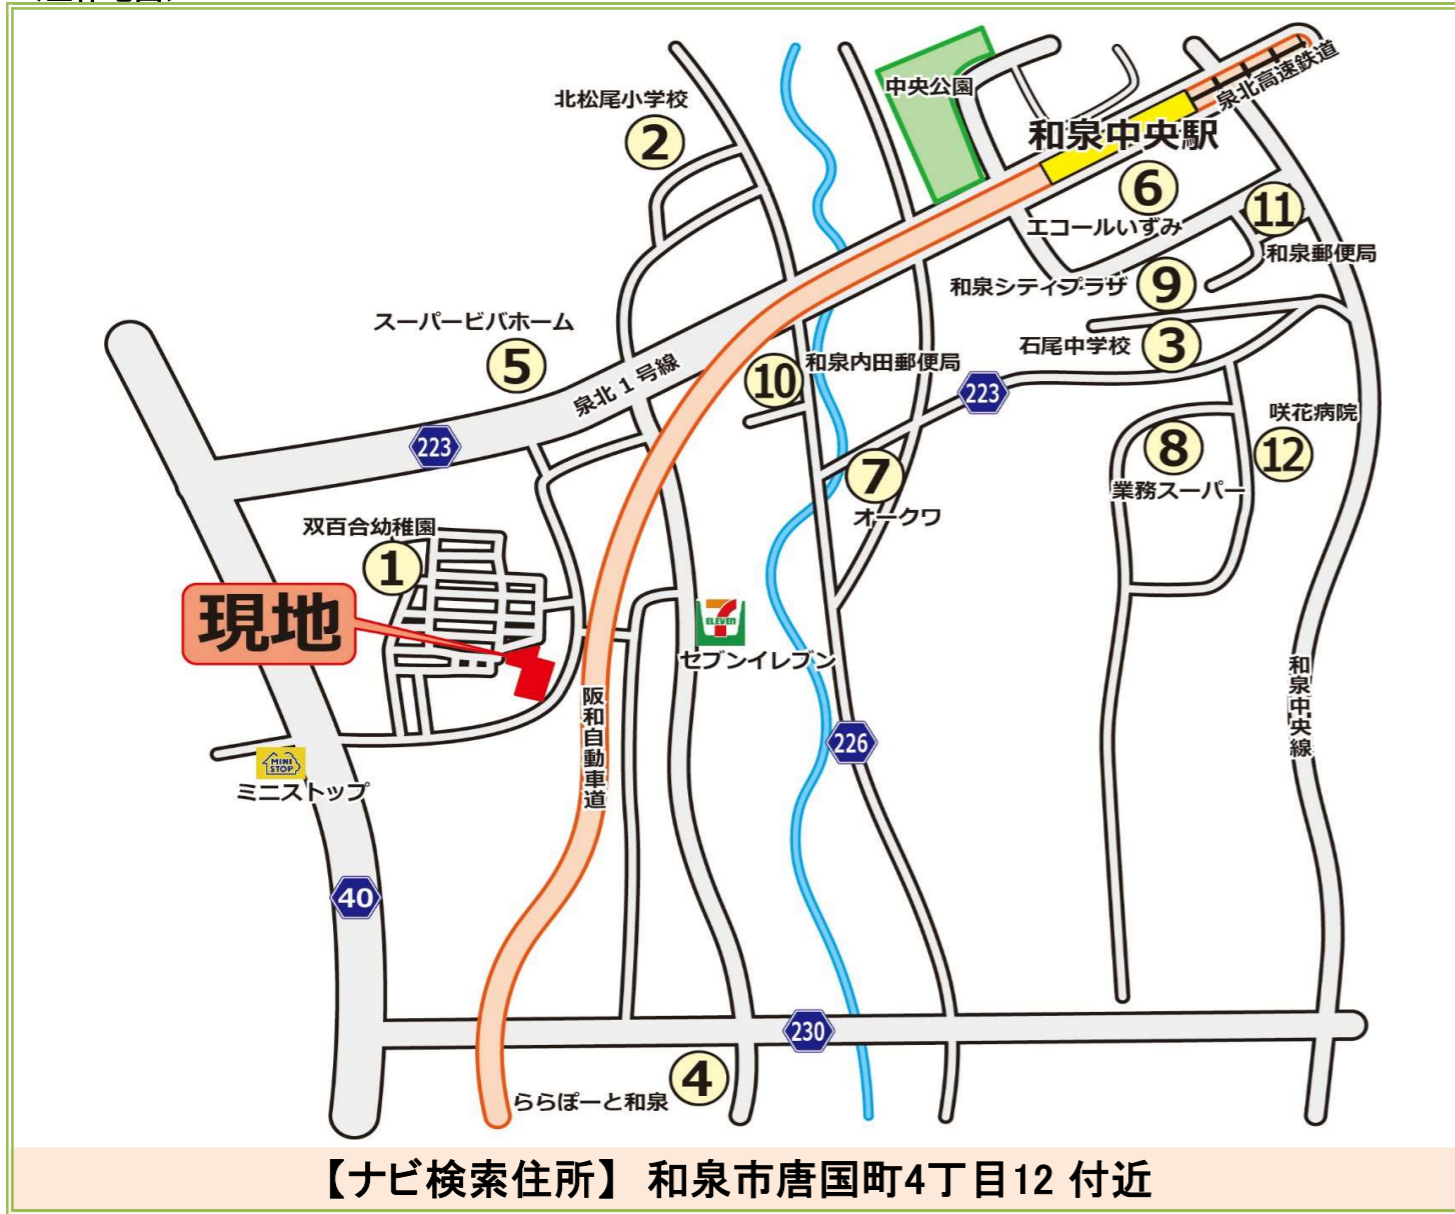 中央公園
泉北高速鉄道
北松尾小学校
2
和泉中央駅
6
エコールいずみ
11
和泉郵便局
和泉シティプラザ
9
スーパービバホーム
5
石尾中学校
3
泉北1号線
10
和泉内田郵便局
223
223
咲花病院
12
8
業務スーパー
7
オークワ
双百合幼稚園
1
現地
7
ELEVEN
セブンイレブン
阪和自動車道
和泉中央線
226
MINI
STOP
ミニストップ
40
230
4
ららぽーと和泉
【ナビ検索住所】 和泉市唐国町4丁目12 付近